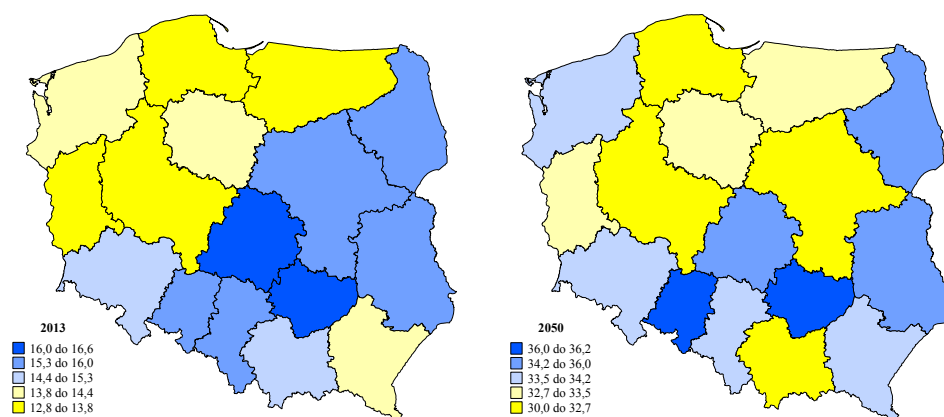 2013
16,0 do 16,6
15,3 do 16,0
14,4 do 15,3
13,8 do 14,4
12,8 do 13,8
2050
36,0 do 36,2
34,2 do 36,0
33,5 do 34,2
32,7 do 33,5
30,0 do 32,7